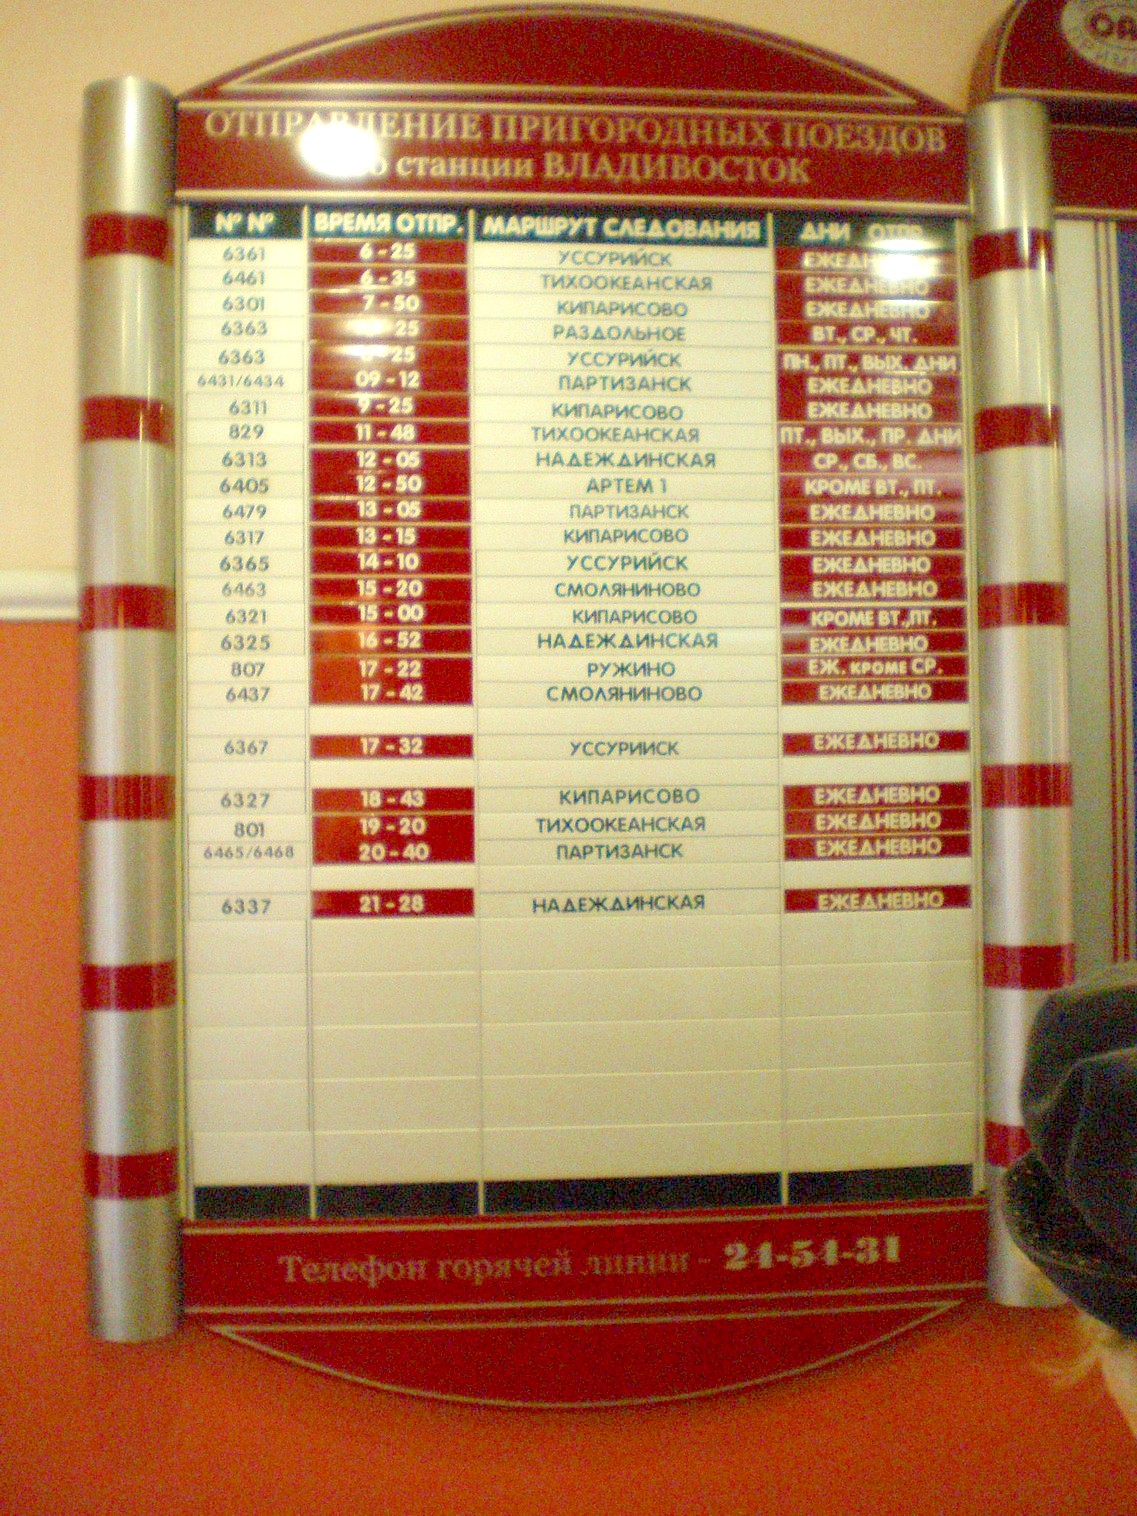 ОТПРАВЛЕНИЕ ПРИГОРОДНЫХ ПОЕЗДОВ
станции ВЛАДИВОСТОК
№ № ВРЕМЯ ОТПР. МАРШРУТ СЛЕДОВАНИЯ ДНИ ОТПР.
6361 6 - 25 УССУРИЙСК ЕЖЕДНЕВНО
6461 6 - 35 ТИХООКЕАНСКАЯ ЕЖЕДНЕВНО
6301 7 - 50 КИПАРИСОВО ЕЖЕДНЕВНО
6363 25 РАЗДОЛЬНОЕ ВТ., СР., ЧТ.
6363 25 УССУРИЙСК ПН., ПТ., ВЫХ. ДНИ
6431/6434 09 - 12 ПАРТИЗАНСК ЕЖЕДНЕВНО
6311 9 - 25 КИПАРИСОВО ЕЖЕДНЕВНО
829 11 - 48 ТИХООКЕАНСКАЯ ПТ., ВЫХ., ПР. ДНИ
6313 12 - 05 НАДЕЖДИНСКАЯ СР., СБ., ВС.
6405 12 - 50 АРТЕМ 1 КРОМЕ ВТ., ПТ.
6479 13 - 05 ПАРТИЗАНСК ЕЖЕДНЕВНО
6317 13 - 15 КИПАРИСОВО ЕЖЕДНЕВНО
6365 14 - 10 УССУРИЙСК ЕЖЕДНЕВНО
6463 15 - 20 СМОЛЯНИНОВО ЕЖЕДНЕВНО
6321 15 - 00 КИПАРИСОВО КРОМЕ ВТ.,ПТ.
6325 16 - 52 НАДЕЖДИНСКАЯ ЕЖЕДНЕВНО
807 17 - 22 РУЖИНО ЕЖ. КРОМЕ СР.
6437 17 - 42 СМОЛЯНИНОВО ЕЖЕДНЕВНО
6367 17 - 32 УССУРИЙСК ЕЖЕДНЕВНО
6327 18 - 43 КИПАРИСОВО ЕЖЕДНЕВНО
801 19 - 20 ТИХООКЕАНСКАЯ ЕЖЕДНЕВНО
6465/6468 20 - 40 ПАРТИЗАНСК ЕЖЕДНЕВНО
6337 21 - 28 НАДЕЖДИНСКАЯ ЕЖЕДНЕВНО
Телефон горячей линии - 24-54-31